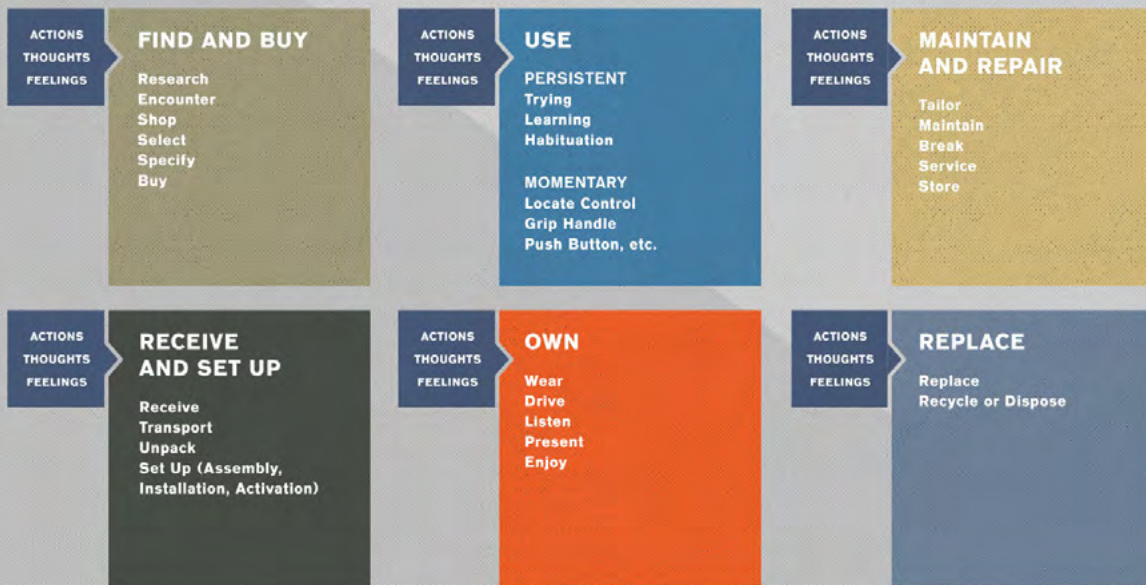 ACTIONS
THOUGHTS
FEELINGS
FIND AND BUY
Research
Encounter
Shop
Select
Specify
Buy
ACTIONS
THOUGHTS
FEELINGS
USE
PERSISTENT
Trying
Learning
Habituation
MOMENTARY
Locate Control
Grip Handle
Push Button, etc.
ACTIONS
THOUGHTS
FEELINGS
MAINTAIN
AND REPAIR
Tailor
Maintain
Break
Service
Store
ACTIONS
THOUGHTS
FEELINGS
RECEIVE
AND SET UP
Receive
Transport
Unpack
Set Up (Assembly,
Installation, Activation)
ACTIONS
THOUGHTS
FEELINGS
OWN
Wear
Drive
Listen
Present
Enjoy
ACTIONS
THOUGHTS
FEELINGS
REPLACE
Replace
Recycle or Dispose